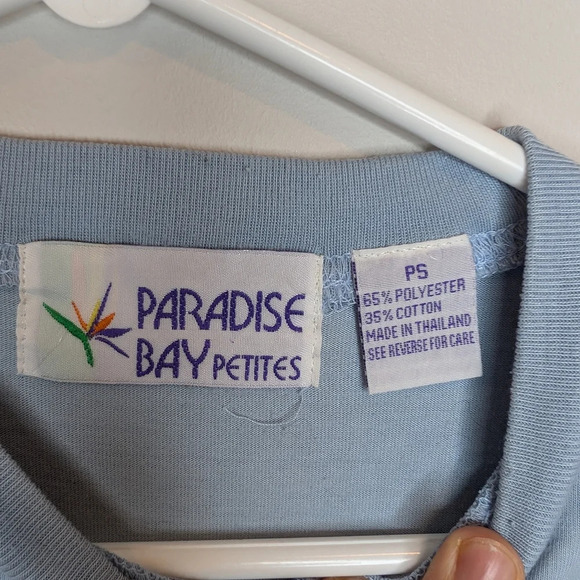 PARADISE
BAY PETITES
PS
65% POLYESTER
35% COTTON
MADE IN THAILAND
SEE REVERSE FOR CARE